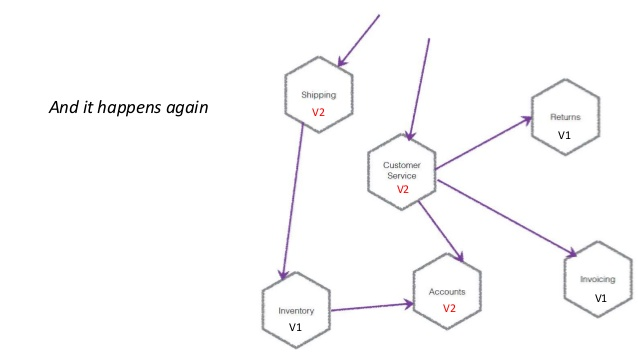 And it happens again
Shipping
V2
Customer
Service
V2
Returns
V1
Inventory
V1
Accounts
V2
Invoicing
V1